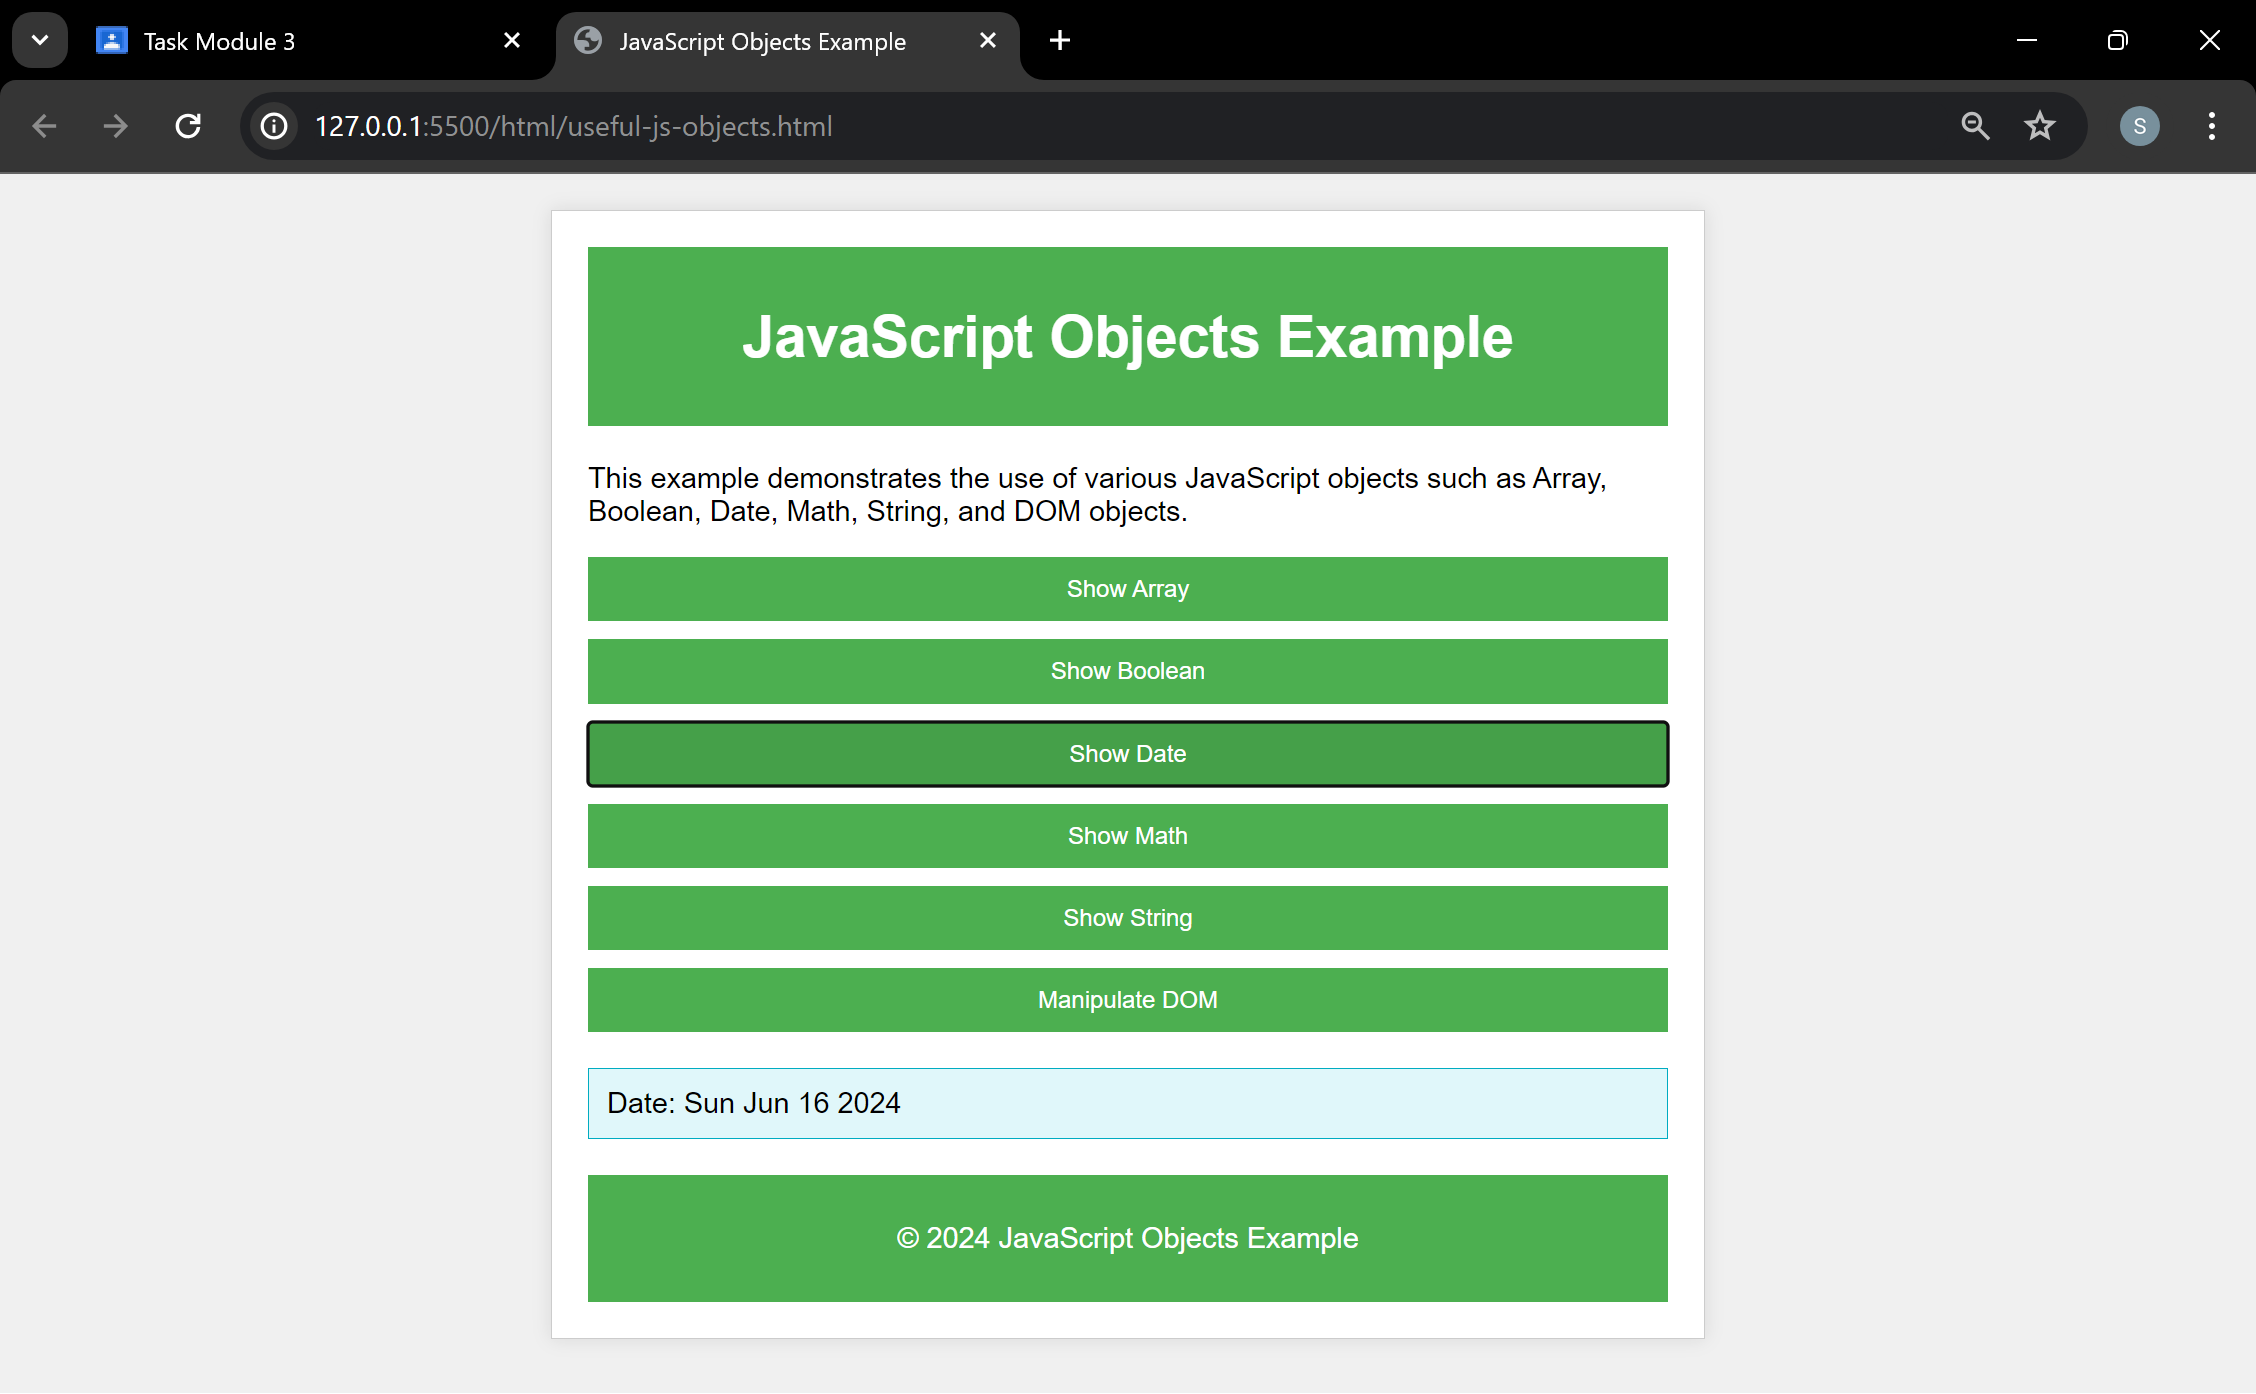 Task Module 3
JavaScript Objects Example
127.0.0.1:5500/html/useful-js-objects.html
S
JavaScript Objects Example
This example demonstrates the use of various JavaScript objects such as Array,
Boolean, Date, Math, String, and DOM objects.
Show Array
Show Boolean
Show Date
Show Math
Show String
Manipulate DOM
Date: Sun Jun 16 2024
© 2024 JavaScript Objects Example